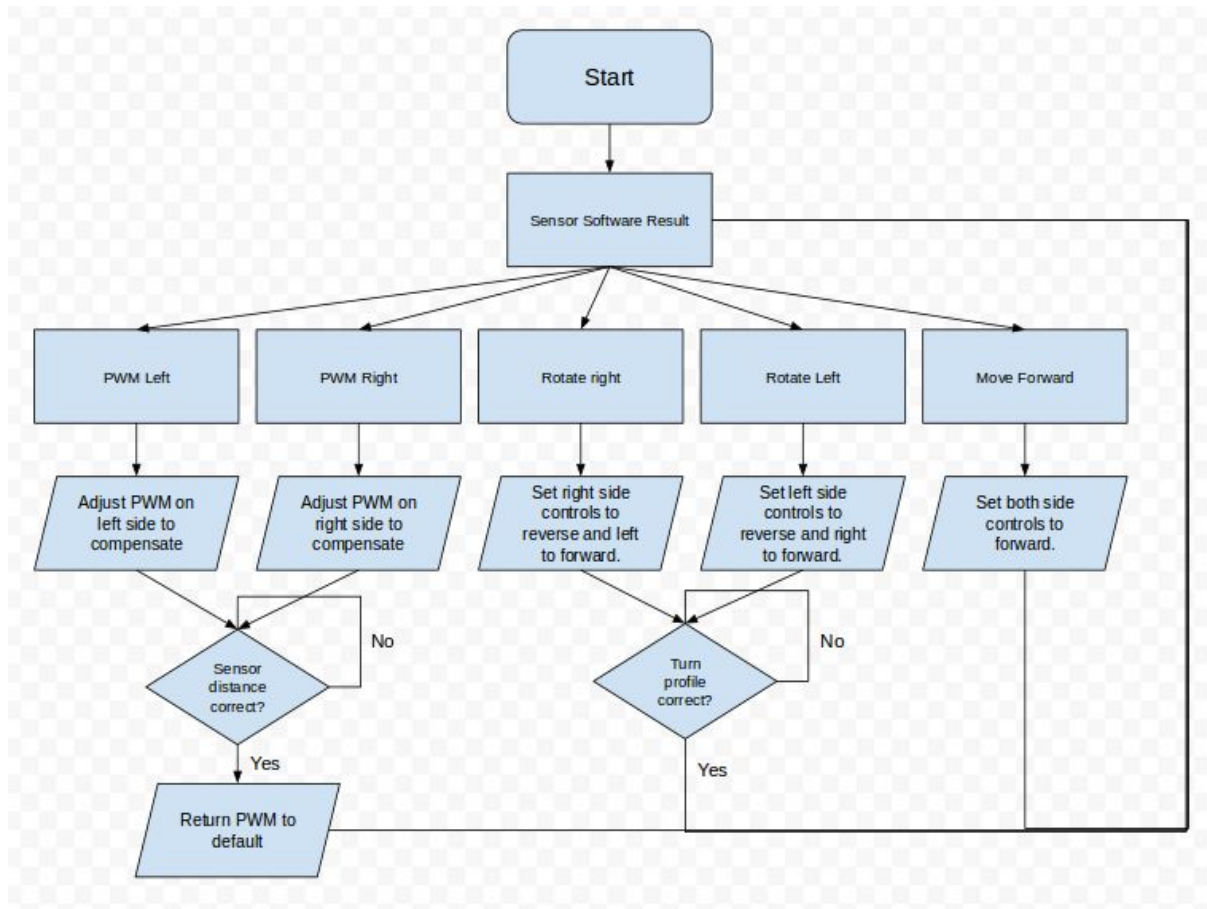 Start
Sensor Software Result
PWM Left
PWM Right
Rotate right
Rotate Left
Move Forward
Adjust PWM on
left side to
compensate
Adjust PWM on
right side to
compensate
Set right side
controls to
reverse and left
to forward.
Set left side
controls to
reverse and right
to forward.
Set both side
controls to
forward.
Sensor
distance
correct?
No
Turn
profile
correct?
No
Yes
Yes
Return PWM to
default